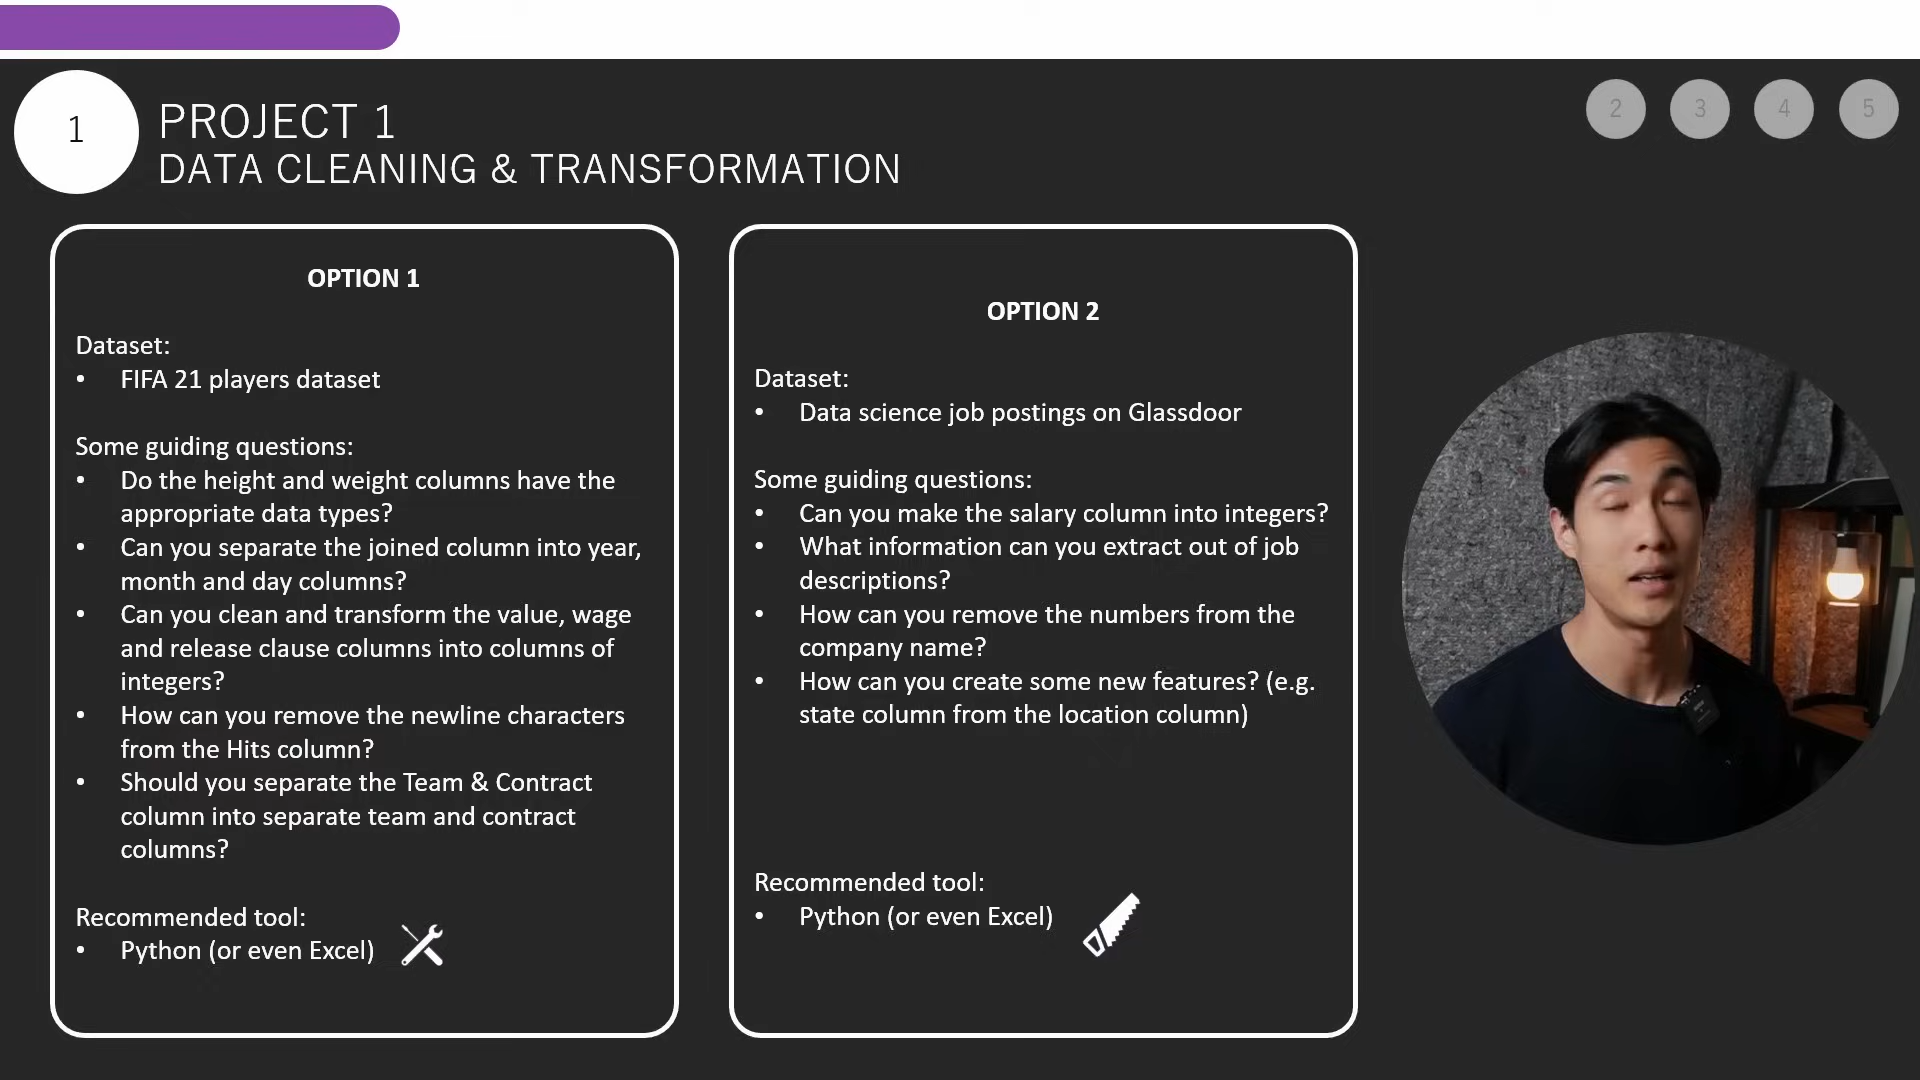 1
PROJECT 1
DATA CLEANING & TRANSFORMATION
2
3
4
5
OPTION 1
Dataset:
• FIFA 21 players dataset
Some guiding questions:
• Do the height and weight columns have the
appropriate data types?
• Can you separate the joined column into year,
month and day columns?
• Can you clean and transform the value, wage
and release clause columns into columns of
integers?
• How can you remove the newline characters
from the Hits column?
• Should you separate the Team & Contract
column into separate team and contract
columns?
Recommended tool:
• Python (or even Excel)
OPTION 2
Dataset:
• Data science job postings on Glassdoor
Some guiding questions:
• Can you make the salary column into integers?
• What information can you extract out of job
descriptions?
• How can you remove the numbers from the
company name?
• How can you create some new features? (e.g.
state column from the location column)
Recommended tool:
• Python (or even Excel)